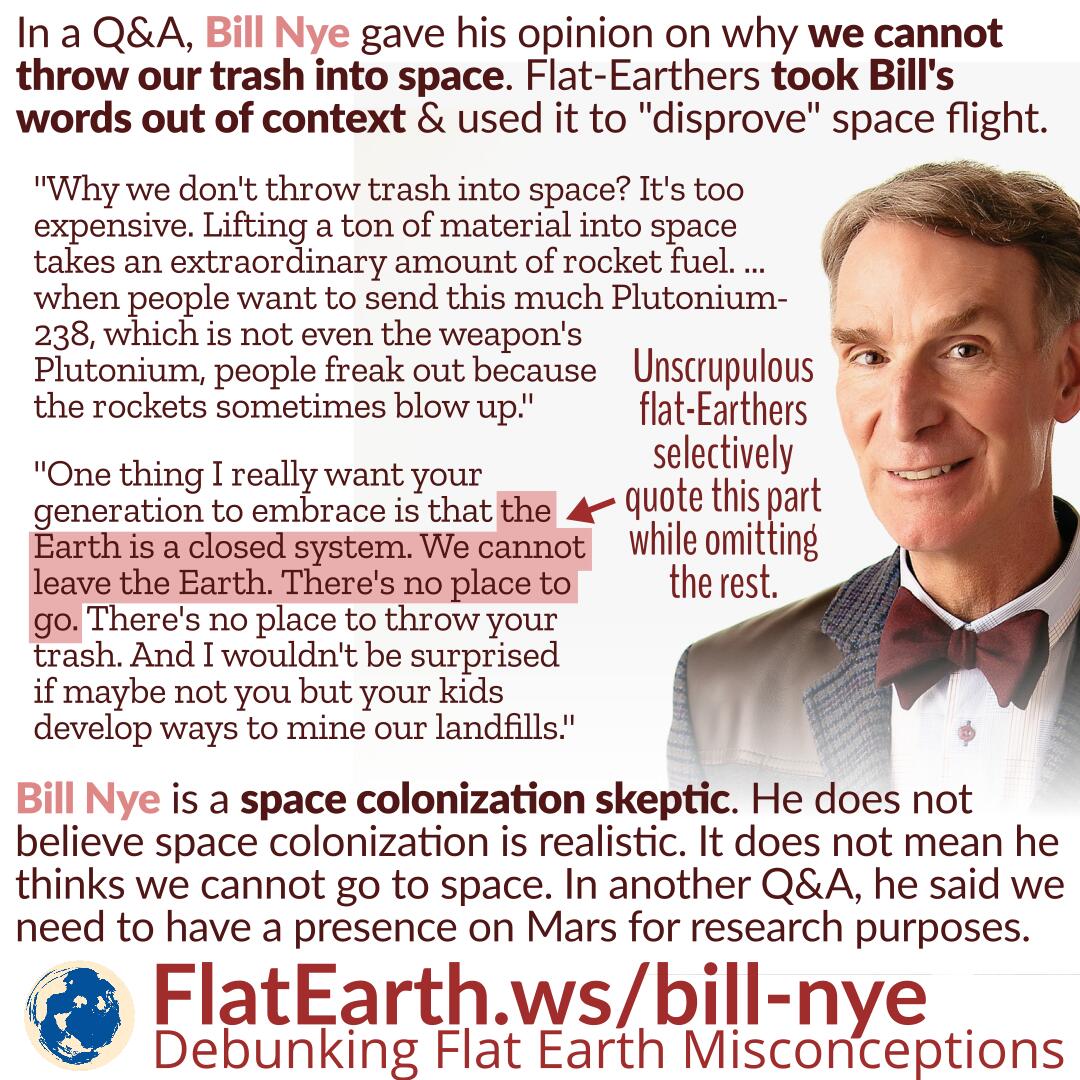 In a Q&A, Bill Nye gave his opinion on why we cannot
throw our trash into space. Flat-Earthers took Bill's
words out of context & used it to "disprove" space flight.
"Why we don't throw trash into space? It's too
expensive. Lifting a ton of material into space
takes an extraordinary amount of rocket fuel. ...
when people want to send this much Plutonium-
238, which is not even the weapon's
Plutonium, people freak out because
the rockets sometimes blow up."
"One thing I really want your
generation to embrace is that the
Earth is a closed system. We cannot
leave the Earth. There's no place to
go. There's no place to throw your
trash. And I wouldn't be surprised
if maybe not you but your kids
develop ways to mine our landfills."
Unscrupulous
flat-Earthers
selectively
quote this part
while omitting
the rest.
Bill Nye is a space colonization skeptic. He does not
believe space colonization is realistic. It does not mean he
thinks we cannot go to space. In another Q&A, he said we
need to have a presence on Mars for research purposes.
FlatEarth.ws/bill-nye
Debunking Flat Earth Misconceptions